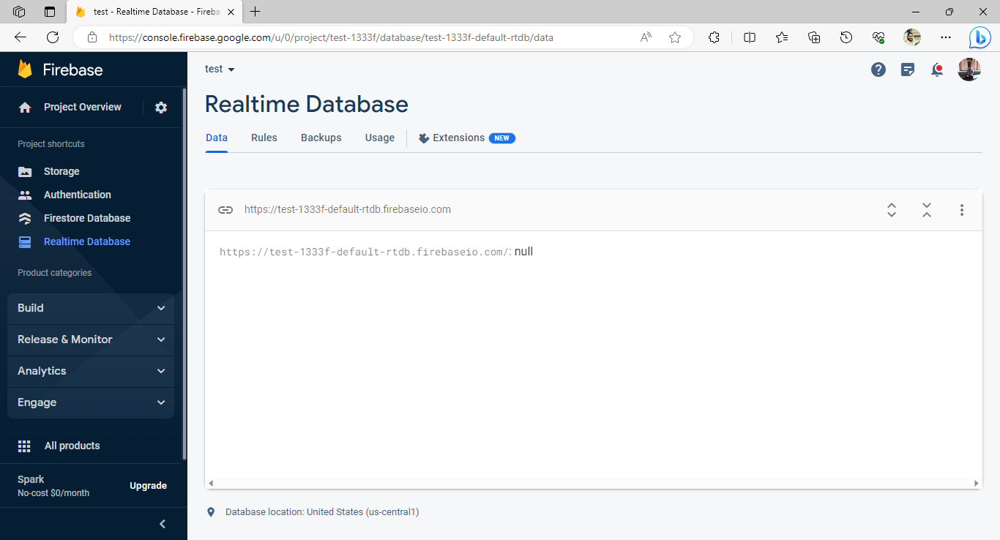 test - Realtime Database - Fireba
https://console.firebase.google.com/u/0/project/test-1333f/database/test-1333f-default-rtdb/data
Firebase
Project Overview
Project shortcuts
Storage
Authentication
Firestore Database
Realtime Database
Product categories
Build
Release & Monitor
Analytics
Engage
All products
Spark
No-cost $0/month
Upgrade
test
Realtime Database
Data Rules Backups Usage Extensions NEW
https://test-1333f-default-rtdb.firebaseio.com
https://test-1333f-default-rtdb.firebaseio.com/: null
Database location: United States (us-central1)